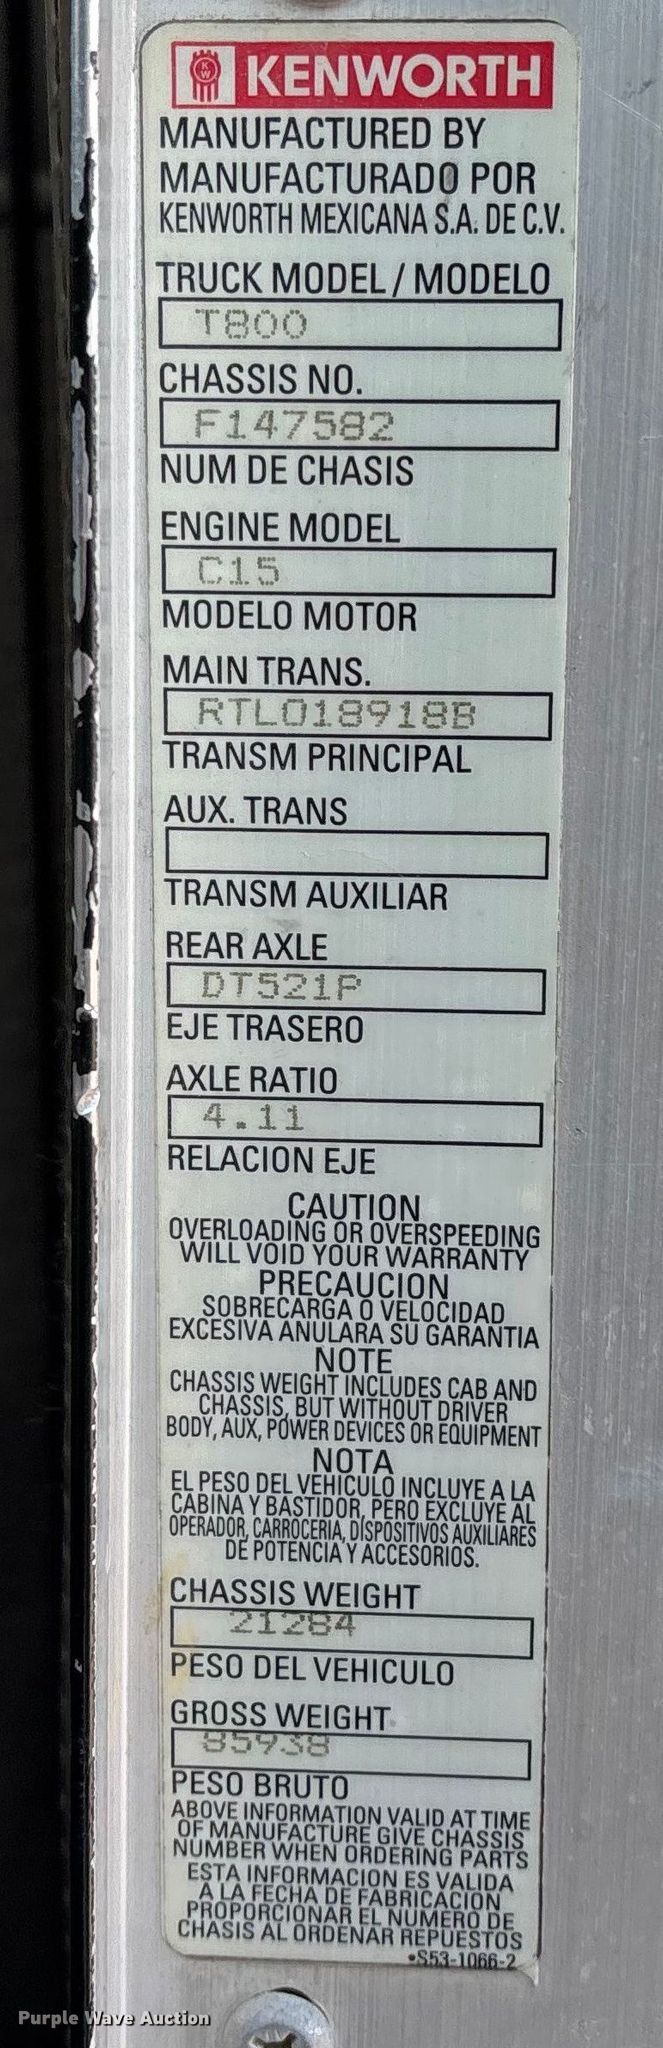 KW KENWORTH
MANUFACTURED BY
MANUFACTURADO POR
KENWORTH MEXICANA S.A. DE C.V.
TRUCK MODEL / MODELO
T800
CHASSIS NO.
F147582
NUM DE CHASIS
ENGINE MODEL
C15
MODELO MOTOR
MAIN TRANS.
RTLO18918B
TRANSM PRINCIPAL
AUX. TRANS
TRANSM AUXILIAR
REAR AXLE
DT521P
EJE TRASERO
AXLE RATIO
4.11
RELACION EJE
CAUTION
OVERLOADING OR OVERSPEEDING
WILL VOID YOUR WARRANTY
PRECAUCION
SOBRECARGA O VELOCIDAD
EXCESIVA ANULARA SU GARANTIA
NOTE
CHASSIS WEIGHT INCLUDES CAB AND
CHASSIS, BUT WITHOUT DRIVER
BODY, AUX, POWER DEVICES OR EQUIPMENT
NOTA
EL PESO DEL VEHICULO INCLUYE A LA
CABINA Y BASTIDOR, PERO EXCLUYE AL
OPERADOR, CARROCERIA, DISPOSITIVOS AUXILIARES
DE POTENCIA Y ACCESORIOS.
CHASSIS WEIGHT
21284
PESO DEL VEHICULO
GROSS WEIGHT
85938
PESO BRUTO
ABOVE INFORMATION VALID AT TIME
OF MANUFACTURE GIVE CHASSIS
NUMBER WHEN ORDERING PARTS
ESTA INFORMACION ES VALIDA
A LA FECHA DE FABRICACION
PROPORCIONAR EL NUMERO DE
CHASIS AL ORDENAR REPUESTOS
•S53-1066-2
Purple Wave Auction